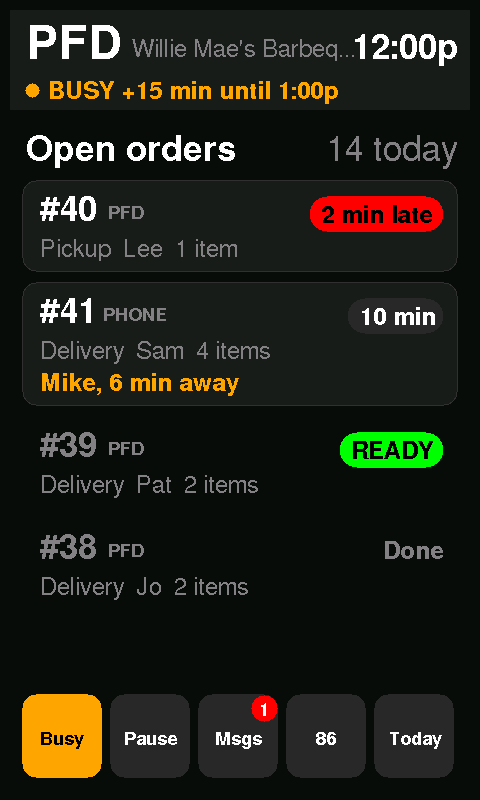 PFD Willie Mae's Barbeq... 12:00p
BUSY +15 min until 1:00p
Open orders 14 today
#40 PFD 2 min late
Pickup Lee 1 item
#41 PHONE 10 min
Delivery Sam 4 items
Mike, 6 min away
#39 PFD READY
Delivery Pat 2 items
#38 PFD Done
Delivery Jo 2 items
1
Busy Pause Msgs 86 Today